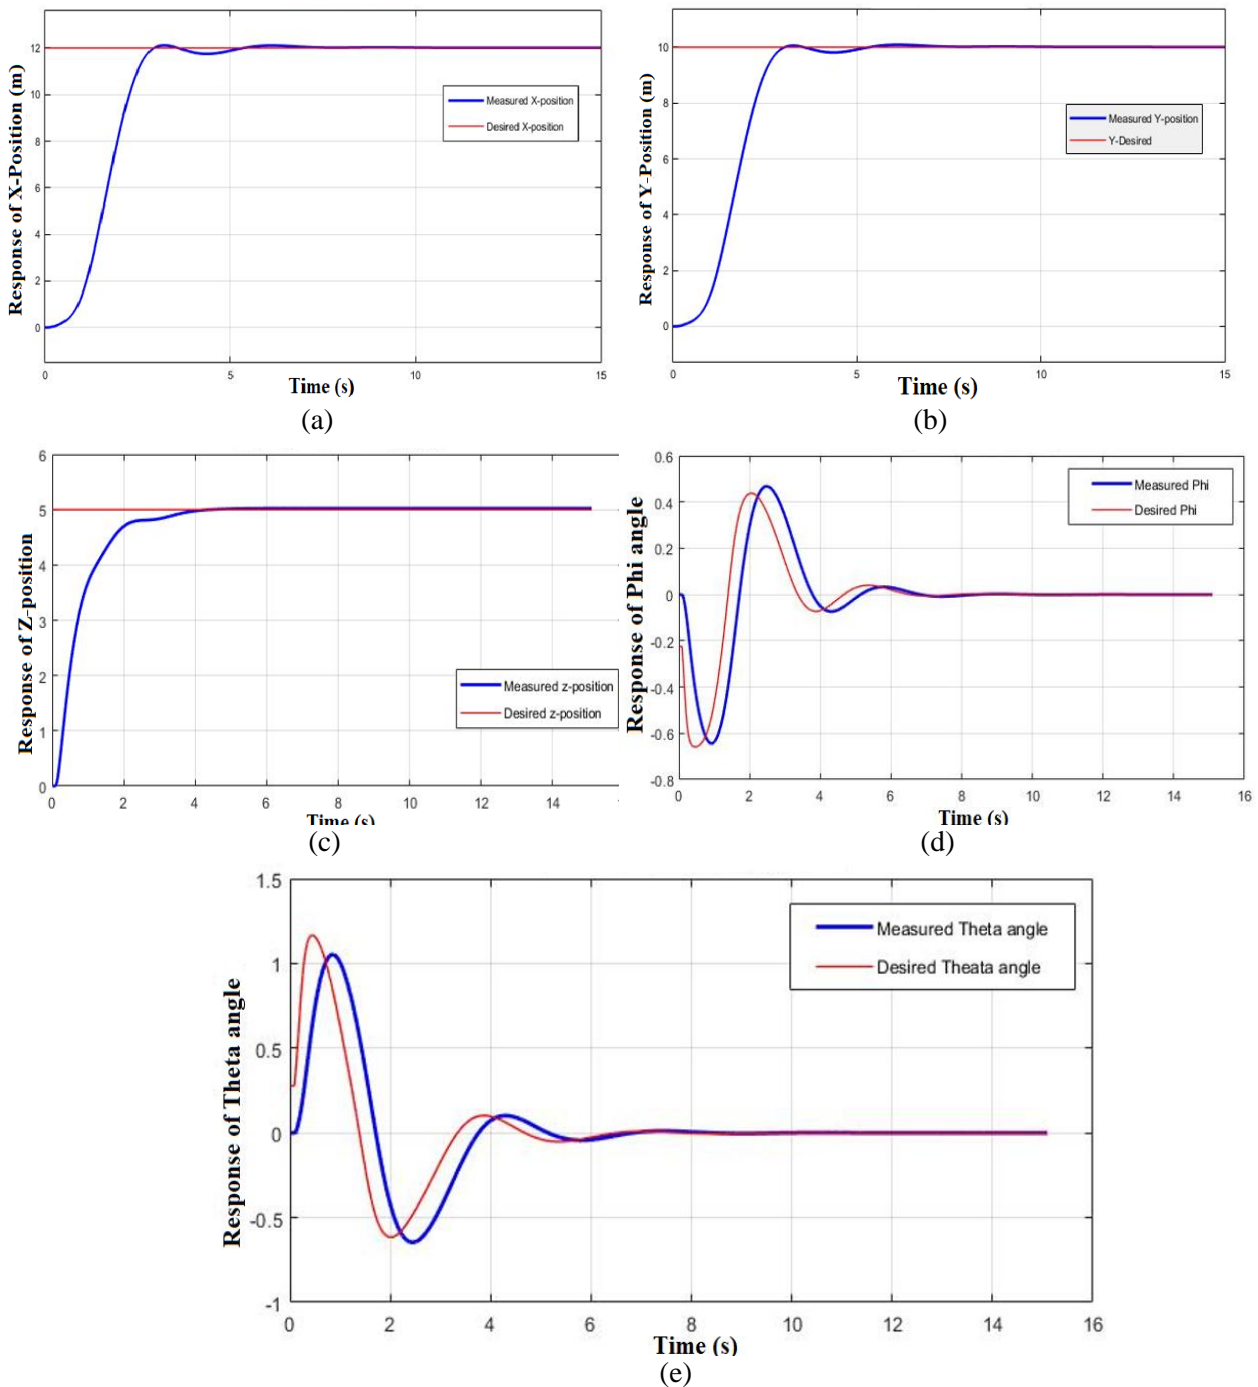 Response of X-Position (m)
12
10
8
6
4
2
0
Measured X-position
Desired X-position
0 5 10 15
Time (s)
(a)
Response of Y-Position (m)
10
8
6
4
2
0
Measured Y-position
Y-Desired
0 5 10 15
Time (s)
(b)
Response of Z-position
6
5
4
3
2
1
0
Measured z-position
Desired z-position
0 2 4 6 8 10 12 14
Time (s)
(c)
Response of Phi angle
0.6
0.4
0.2
0
-0.2
-0.4
-0.6
-0.8
Measured Phi
Desired Phi
0 2 4 6 8 10 12 14 16
Time (s)
(d)
Response of Theta angle
1.5
1
0.5
0
-0.5
-1
Measured Theta angle
Desired Theata angle
0 2 4 6 8 10 12 14 16
Time (s)
(e)